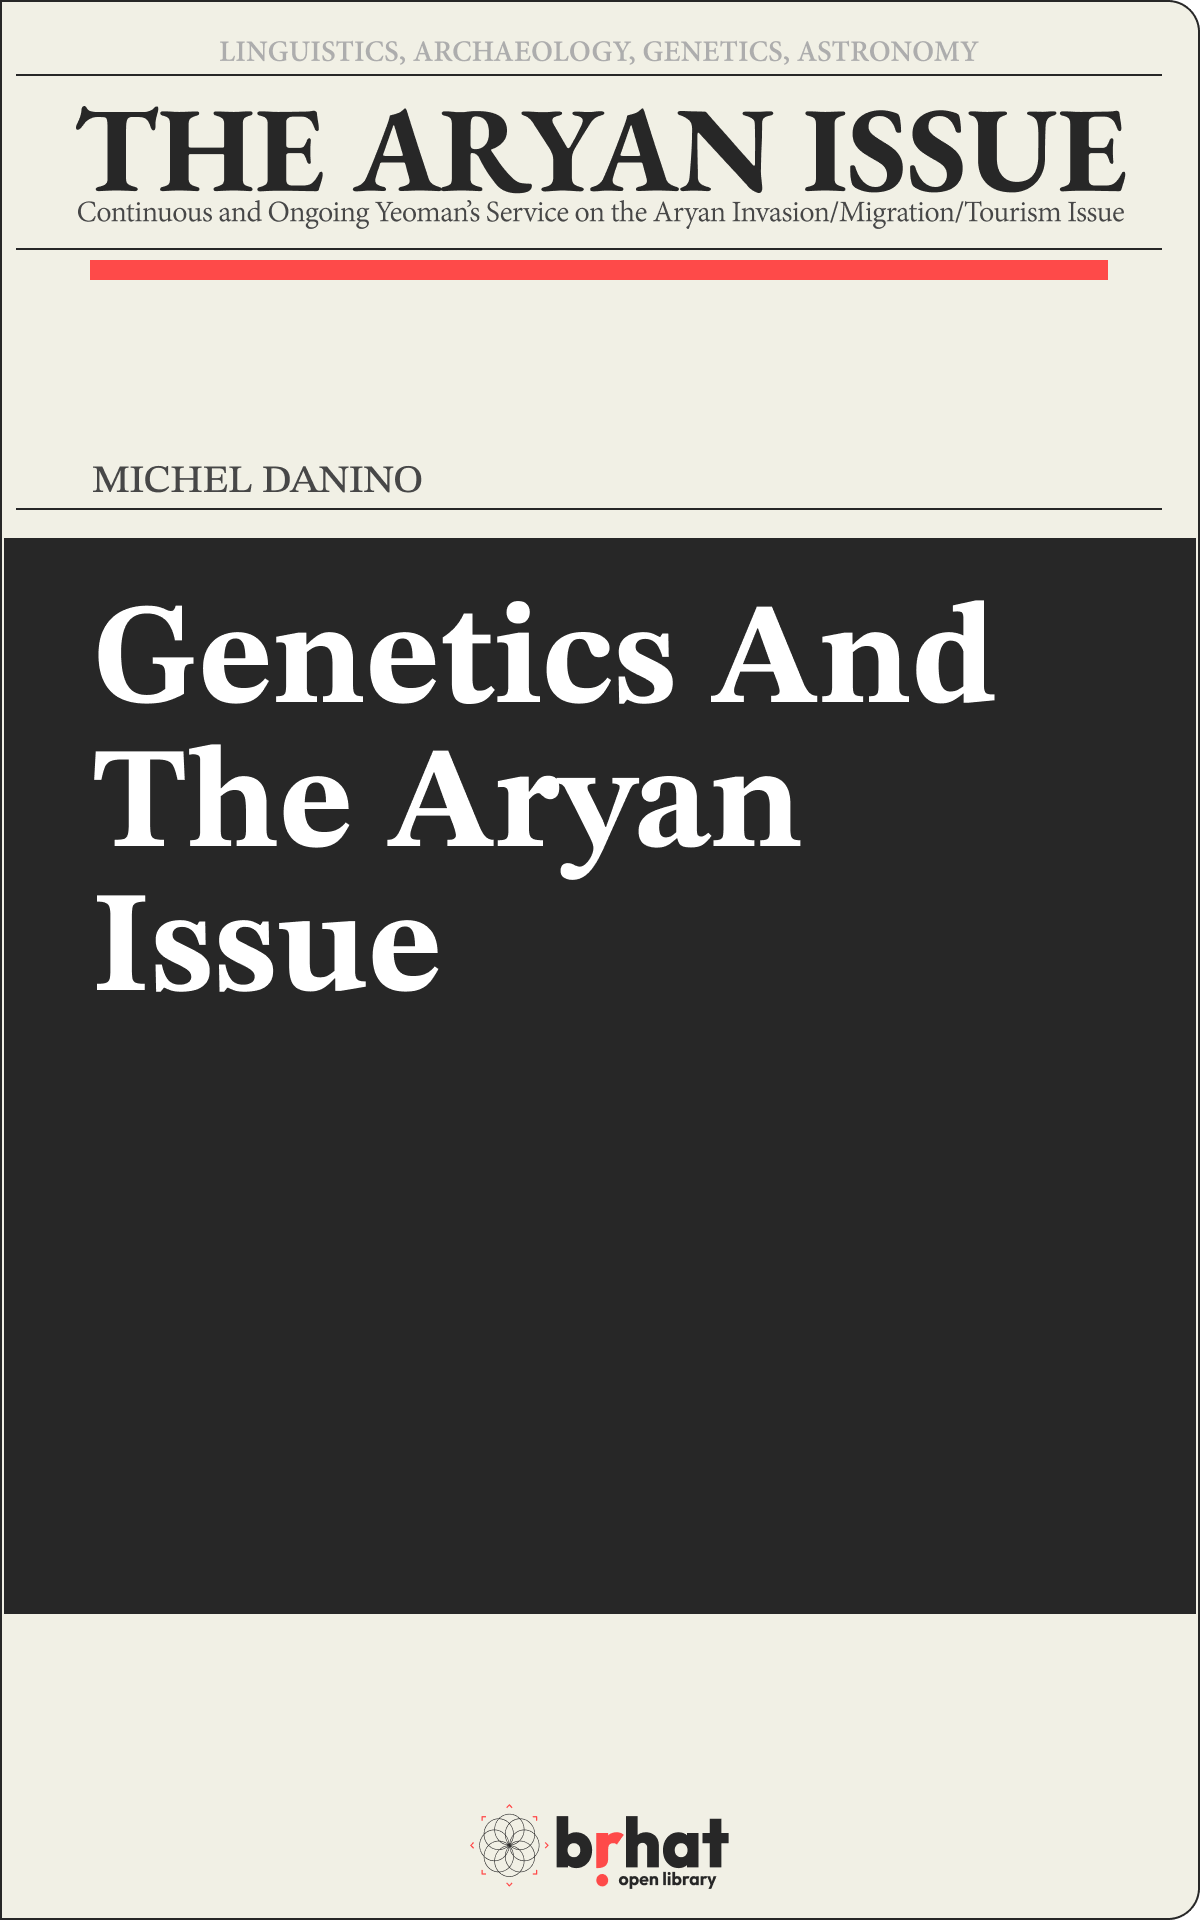 LINGUISTICS, ARCHAEOLOGY, GENETICS, ASTRONOMY
THE ARYAN ISSUE
Continuous and Ongoing Yeoman’s Service on the Aryan Invasion/Migration/Tourism Issue
MICHEL DANINO
Genetics And
The Aryan
Issue
bṛhat
open library